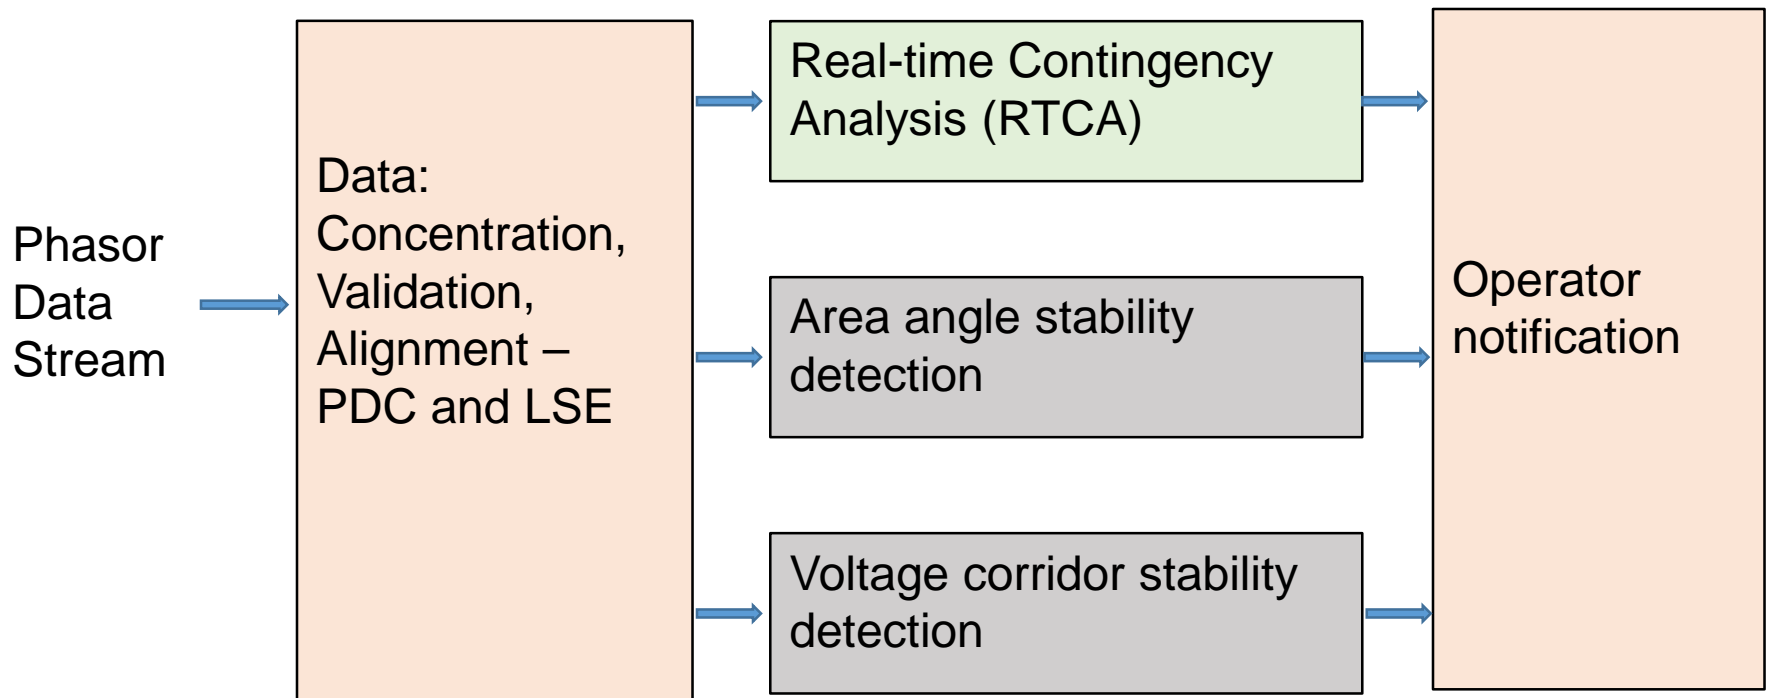 Phasor
Data
Stream
Data:
Concentration,
Validation,
Alignment –
PDC and LSE
Real-time Contingency
Analysis (RTCA)
Area angle stability
detection
Voltage corridor stability
detection
Operator
notification